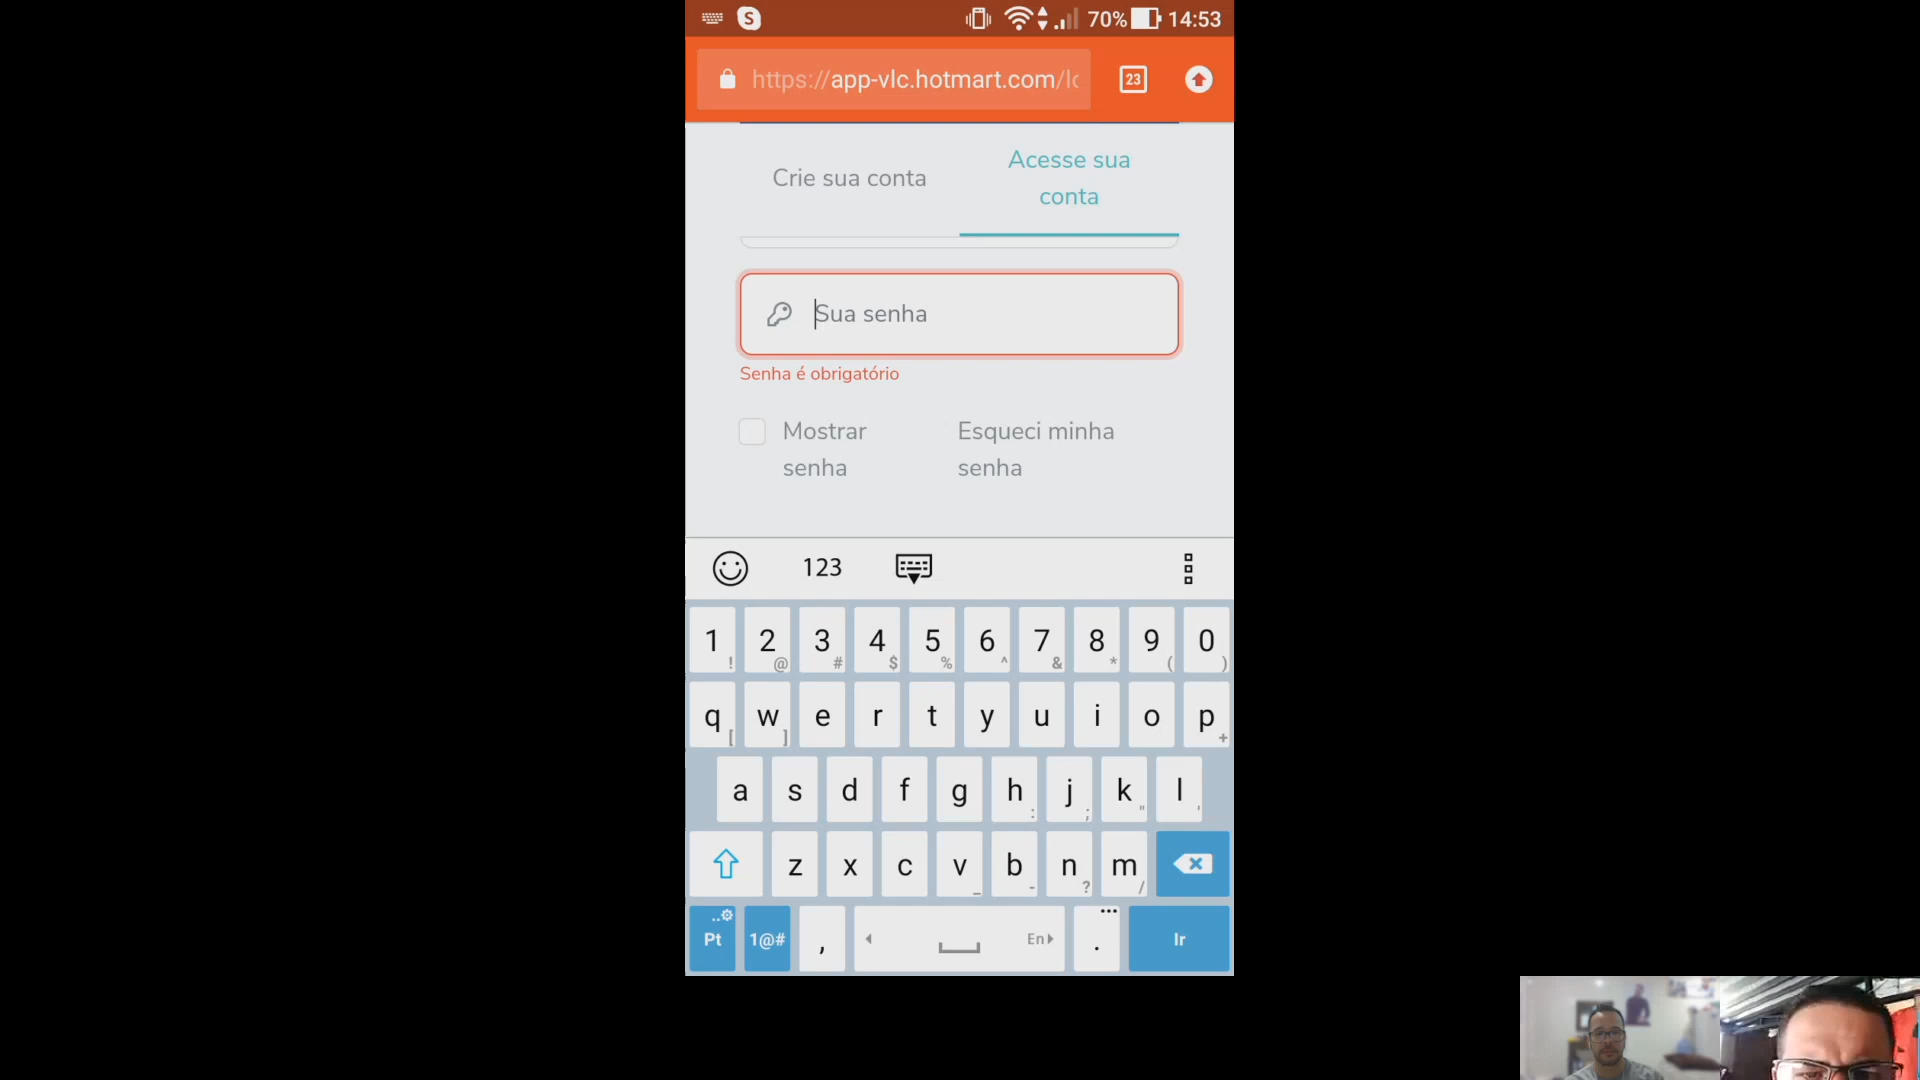 S 70% 14:53
https://app-vlc.hotmart.com/lo 23
Crie sua conta
Acesse sua
conta
Sua senha
Senha é obrigatório
Mostrar
senha
Esqueci minha
senha
123
1 ! 2 @ 3 # 4 $ 5 % 6 ^ 7 & 8 * 9 ( 0 )
q [ w ] e r t y u i o p +
a s d f g h : j ; k " l '
z x c v _ b - n ? m /
Pt 1@# , En . ... Ir